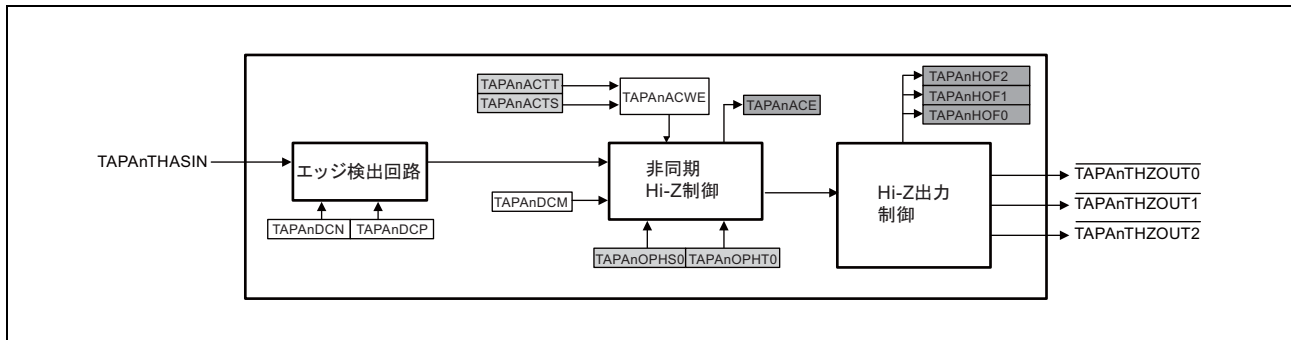 TAPAnACTT
TAPAnACTS
TAPAnACWE
TAPAnACE
TAPAnHOF2
TAPAnHOF1
TAPAnHOF0
TAPAnTHASIN
エッジ検出回路
非同期
Hi-Z制御
Hi-Z出力
制御
TAPAnTHZOUT0
TAPAnTHZOUT1
TAPAnTHZOUT2
TAPAnDCM
TAPAnDCN
TAPAnDCP
TAPAnOPHS0
TAPAnOPHT0